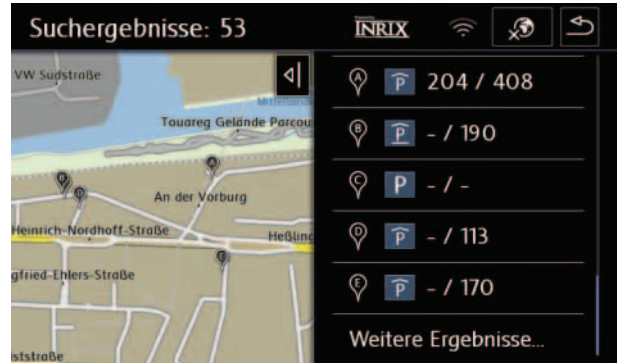 Suchergebnisse: 53
INRIX
VW Südstraße
Touareg Gelände Parcou
An der Vorburg
Heinrich-Nordhoff-Straße
Heßling
gfried-Ehlers-Straße
ststraße
A P 204 / 408
B P - / 190
C P - / -
D P - / 113
E P - / 170
Weitere Ergebnisse...